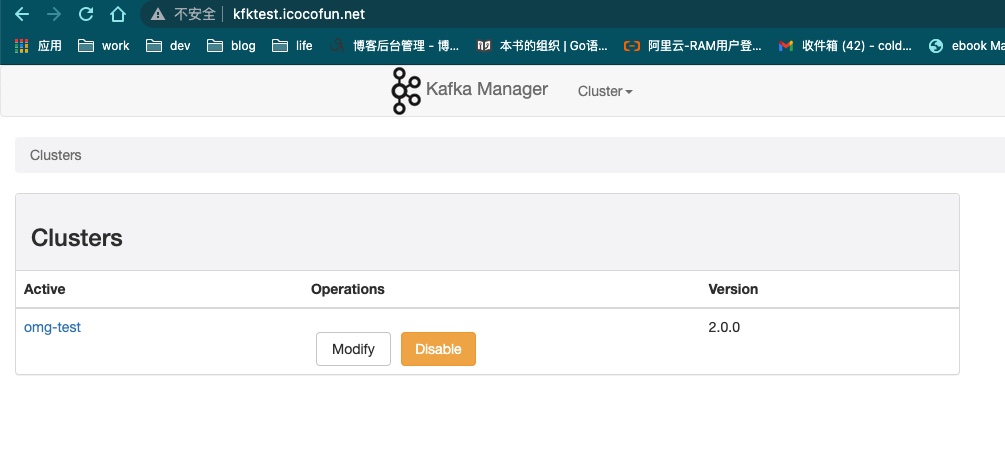 不安全 | kfktest.icocofun.net
应用 work dev blog life 博客后台管理 - 博... 本书的组织 | Go语... 阿里云-RAM用户登... 收件箱 (42) - cold... ebook Ma
Kafka Manager Cluster
Clusters
Clusters
Active Operations Version
omg-test 2.0.0
Modify Disable